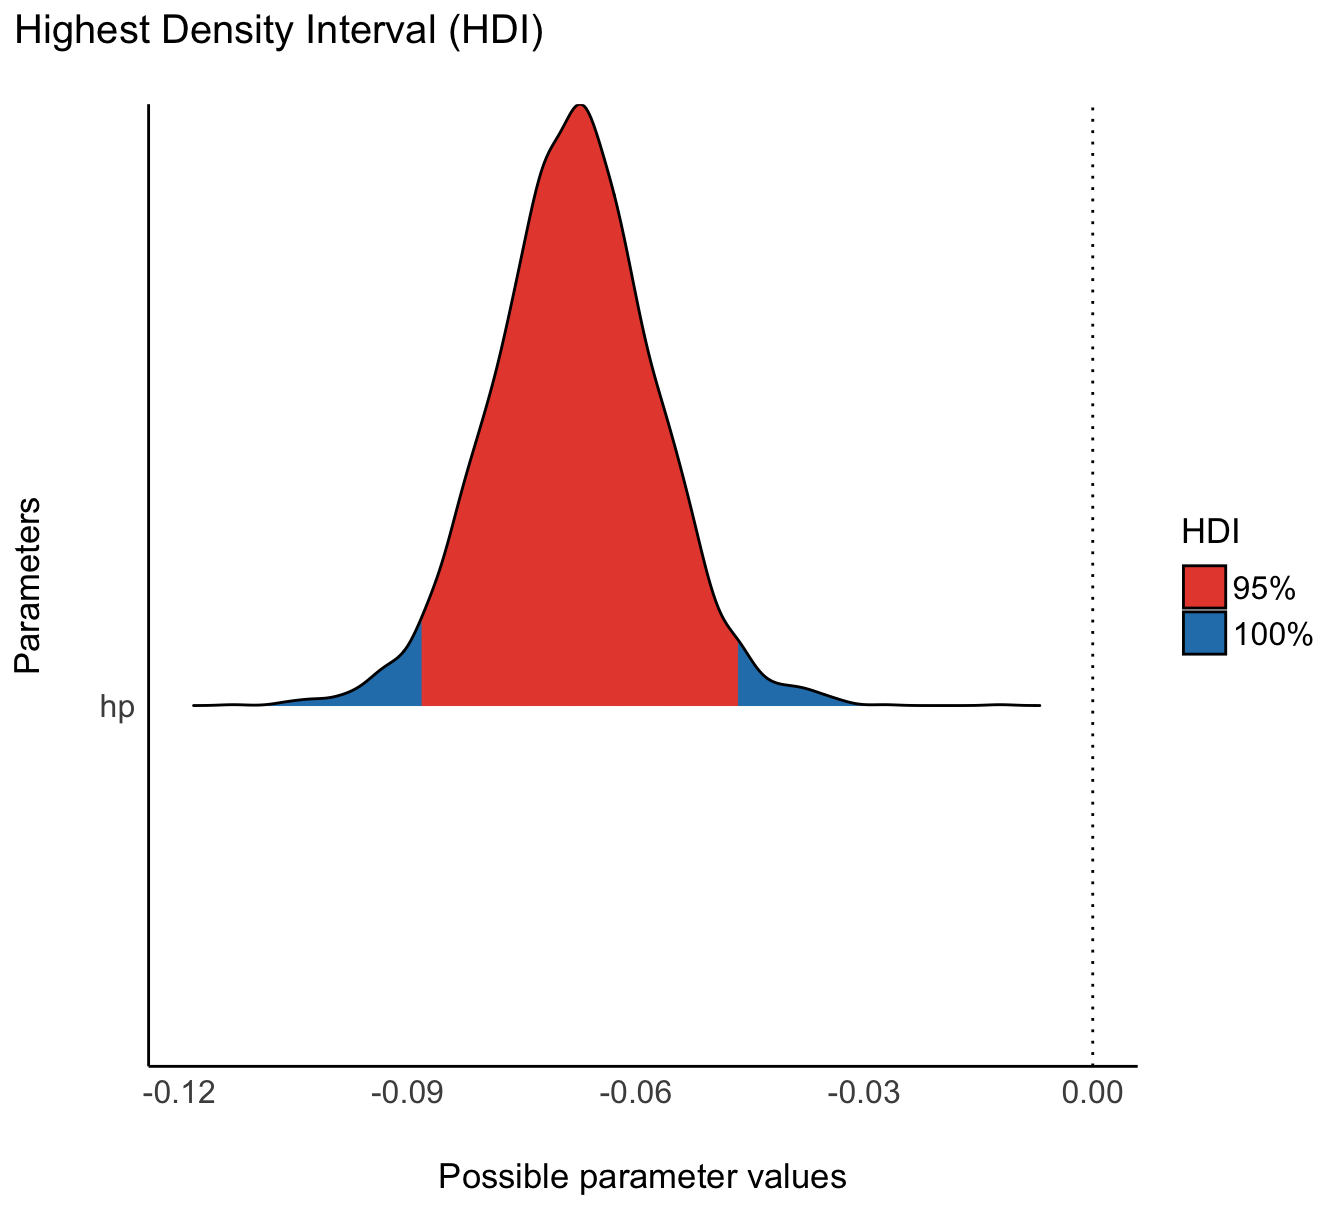 Highest Density Interval (HDI)
Parameters
hp
HDI
95%
100%
-0.12 -0.09 -0.06 -0.03 0.00
Possible parameter values